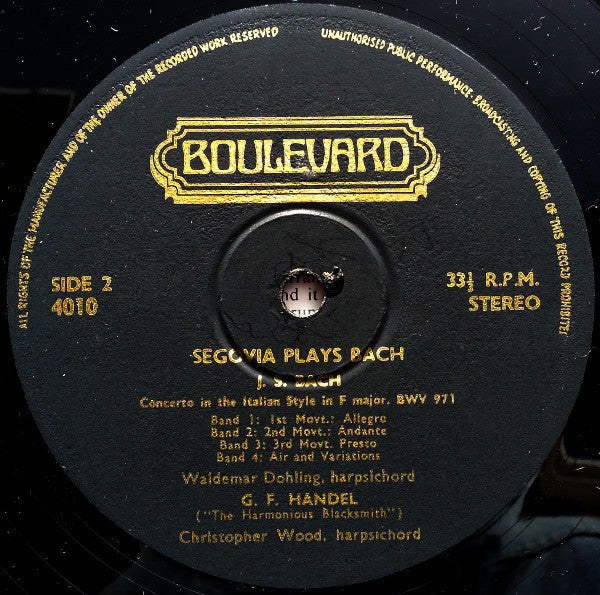 ALL RIGHTS OF THE MANUFACTURER AND OF THE OWNER OF THE RECORDED WORK RESERVED
UNAUTHORISED PUBLIC PERFORMANCE, BROADCASTING AND COPYING OF THIS RECORD PROHIBITED
BOULEVARD
SIDE 2
4010
33⅓ R.P.M.
STEREO
nd it
SEGOVIA PLAYS BACH
J. S. BACH
Concerto in the Italian Style in F major, BWV 971
Band 1: 1st Movt.: Allegro
Band 2: 2nd Movt.: Andante
Band 3: 3rd Movt. Presto
Band 4: Air and Variations
Waldemar Dohling, harpsichord
G. F. HANDEL
("The Harmonious Blacksmith")
Christopher Wood, harpsichord